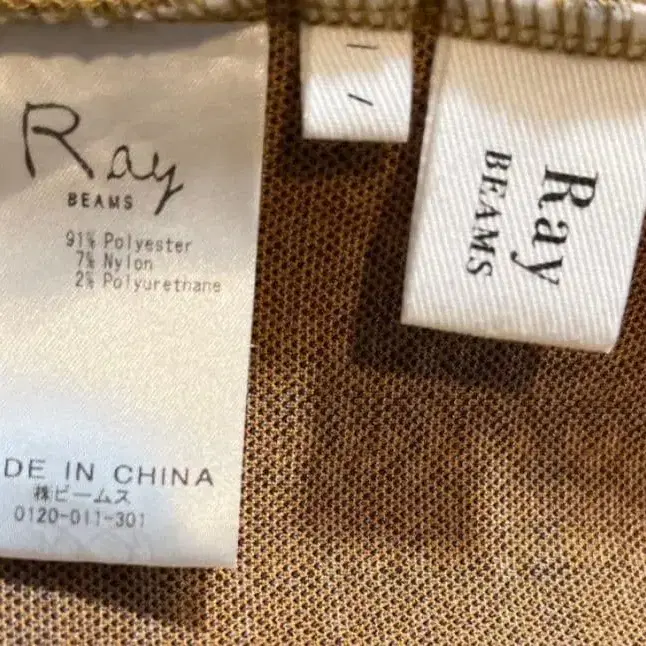 Ray
BEAMS
91% Polyester
7% Nylon
2% Polyurethane
DE IN CHINA
株ビームス
0120-011-301
Ray
BEAMS